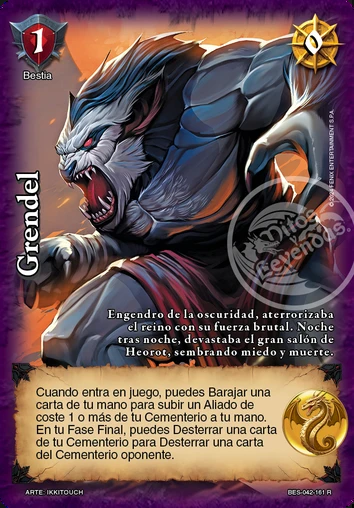 1
0
Bestia
Grendel
Mitos
y
Leyendas
Engendro de la oscuridad, aterrorizaba
el reino con su fuerza brutal. Noche
tras noche, devastaba el gran salón de
Heorot, sembrando miedo y muerte.
Cuando entra en juego, puedes Barajar una
carta de tu mano para subir un Aliado de
coste 1 o más de tu Cementerio a tu mano.
En tu Fase Final, puedes Desterrar una carta
de tu Cementerio para Desterrar una carta
del Cementerio oponente.
ARTE: IKKITOUCH
BES-042-161 R